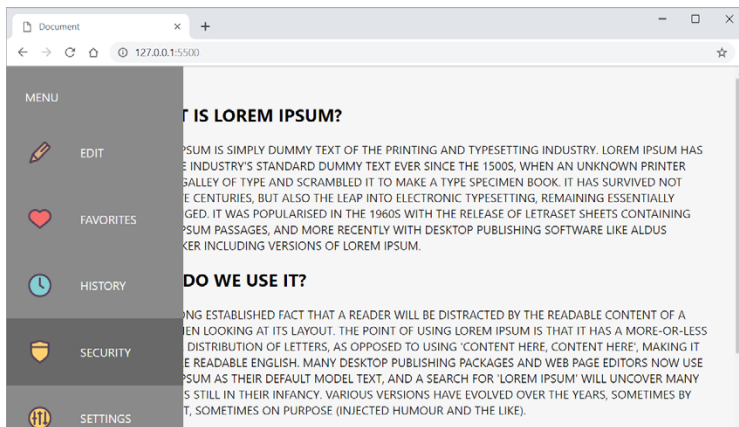 Document
127.0.0.1:5500
MENU
EDIT
FAVORITES
HISTORY
SECURITY
SETTINGS
T IS LOREM IPSUM?
PSUM IS SIMPLY DUMMY TEXT OF THE PRINTING AND TYPESETTING INDUSTRY. LOREM IPSUM HAS
E INDUSTRY'S STANDARD DUMMY TEXT EVER SINCE THE 1500S, WHEN AN UNKNOWN PRINTER
GALLEY OF TYPE AND SCRAMBLED IT TO MAKE A TYPE SPECIMEN BOOK. IT HAS SURVIVED NOT
E CENTURIES, BUT ALSO THE LEAP INTO ELECTRONIC TYPESETTING, REMAINING ESSENTIALLY
GED. IT WAS POPULARISED IN THE 1960S WITH THE RELEASE OF LETRASET SHEETS CONTAINING
PSUM PASSAGES, AND MORE RECENTLY WITH DESKTOP PUBLISHING SOFTWARE LIKE ALDUS
KER INCLUDING VERSIONS OF LOREM IPSUM.
DO WE USE IT?
ONG ESTABLISHED FACT THAT A READER WILL BE DISTRACTED BY THE READABLE CONTENT OF A
EN LOOKING AT ITS LAYOUT. THE POINT OF USING LOREM IPSUM IS THAT IT HAS A MORE-OR-LESS
DISTRIBUTION OF LETTERS, AS OPPOSED TO USING 'CONTENT HERE, CONTENT HERE', MAKING IT
E READABLE ENGLISH. MANY DESKTOP PUBLISHING PACKAGES AND WEB PAGE EDITORS NOW USE
PSUM AS THEIR DEFAULT MODEL TEXT, AND A SEARCH FOR 'LOREM IPSUM' WILL UNCOVER MANY
S STILL IN THEIR INFANCY. VARIOUS VERSIONS HAVE EVOLVED OVER THE YEARS, SOMETIMES BY
T, SOMETIMES ON PURPOSE (INJECTED HUMOUR AND THE LIKE).